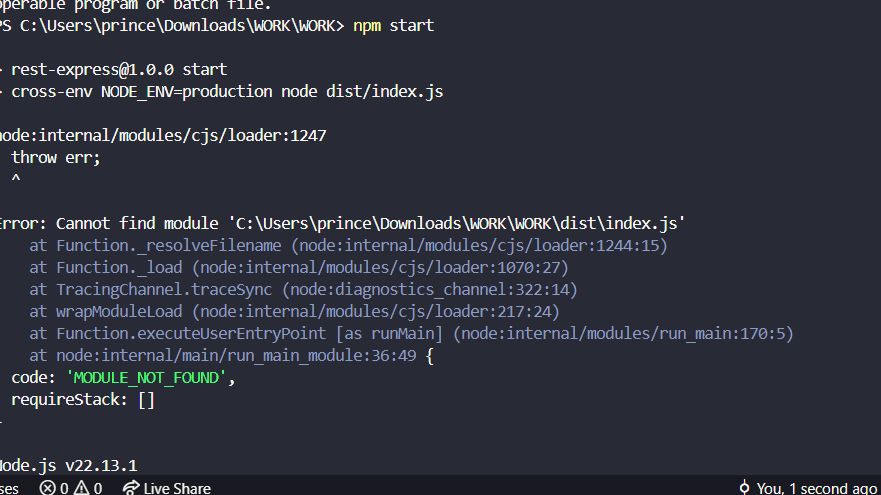 operable program or batch file.
PS C:\Users\prince\Downloads\WORK\WORK> npm start
> rest-express@1.0.0 start
> cross-env NODE_ENV=production node dist/index.js
node:internal/modules/cjs/loader:1247
throw err;
^
Error: Cannot find module 'C:\Users\prince\Downloads\WORK\WORK\dist\index.js'
at Function._resolveFilename (node:internal/modules/cjs/loader:1244:15)
at Function._load (node:internal/modules/cjs/loader:1070:27)
at TracingChannel.traceSync (node:diagnostics_channel:322:14)
at wrapModuleLoad (node:internal/modules/cjs/loader:217:24)
at Function.executeUserEntryPoint [as runMain] (node:internal/modules/run_main:170:5)
at node:internal/main/run_main_module:36:49 {
code: 'MODULE_NOT_FOUND',
requireStack: []
}
Node.js v22.13.1
0 0 Live Share You, 1 second ago